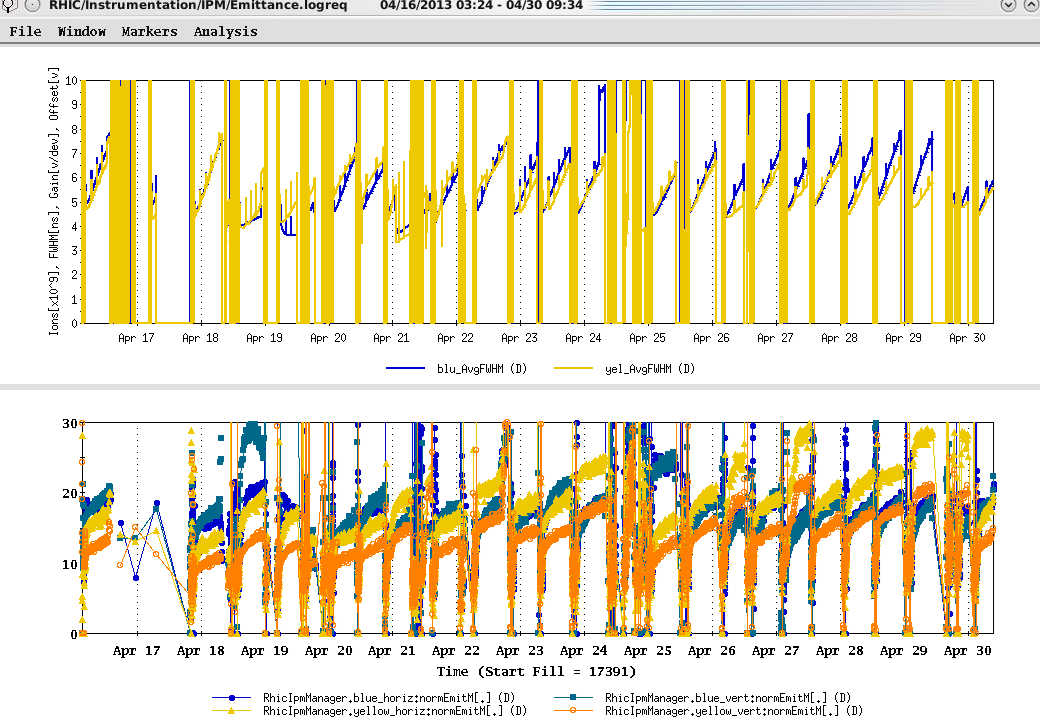 RHIC/Instrumentation/IPM/Emittance.logreq 04/16/2013 03:24 - 04/30 09:34
File Window Markers Analysis
Ions[x10^9], FWHM[ns], Gain[v/dev], Offset[v]
10
9
8
7
6
5
4
3
2
1
0
Apr 17 Apr 18 Apr 19 Apr 20 Apr 21 Apr 22 Apr 23 Apr 24 Apr 25 Apr 26 Apr 27 Apr 28 Apr 29 Apr 30
blu_AvgFWHM (D) yel_AvgFWHM (D)
30
20
10
0
Apr 17 Apr 18 Apr 19 Apr 20 Apr 21 Apr 22 Apr 23 Apr 24 Apr 25 Apr 26 Apr 27 Apr 28 Apr 29 Apr 30
Time (Start Fill = 17391)
RhicIpmManager.blue_horiz:normEmitM[.] (D) RhicIpmManager.blue_vert:normEmitM[.] (D)
RhicIpmManager.yellow_horiz:normEmitM[.] (D) RhicIpmManager.yellow_vert:normEmitM[.] (D)